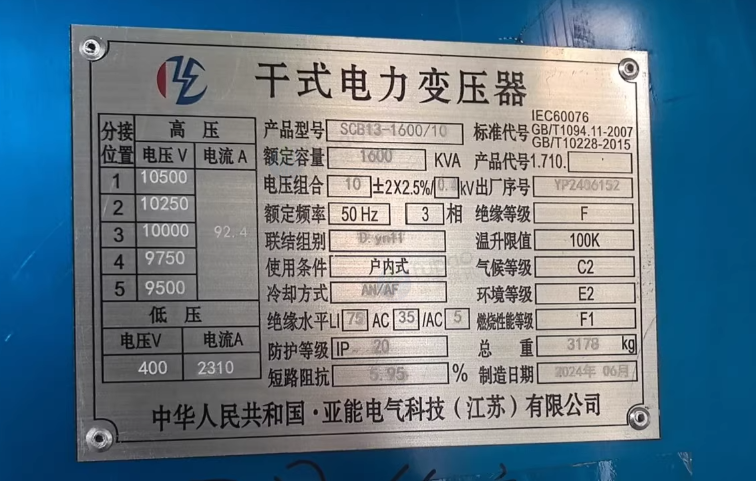 干式电力变压器
分接位置 高压
电压V 电流A
1 10500
2 10250
3 10000 92.4
4 9750
5 9500
低压
电压V 电流A
400 2310
产品型号 SCB13-1600/10
额定容量 1600 KVA
电压组合 10 ±2X2.5%/0.4kV
额定频率 50 Hz 3 相
联结组别 D.yn11
使用条件 户内式
冷却方式 AN/AF
绝缘水平 LI 75 AC 35 /AC 5
防护等级 IP 20
短路阻抗 5.95 %
标准代号 IEC60076
GB/T1094.11-2007
GB/T10228-2015
产品代号 1.710.
出厂序号 YP2406152
绝缘等级 F
温升限值 100K
气候等级 C2
环境等级 E2
燃烧性能等级 F1
总重 3178 kg
制造日期 2024年 06月
中华人民共和国·亚能电气科技（江苏）有限公司